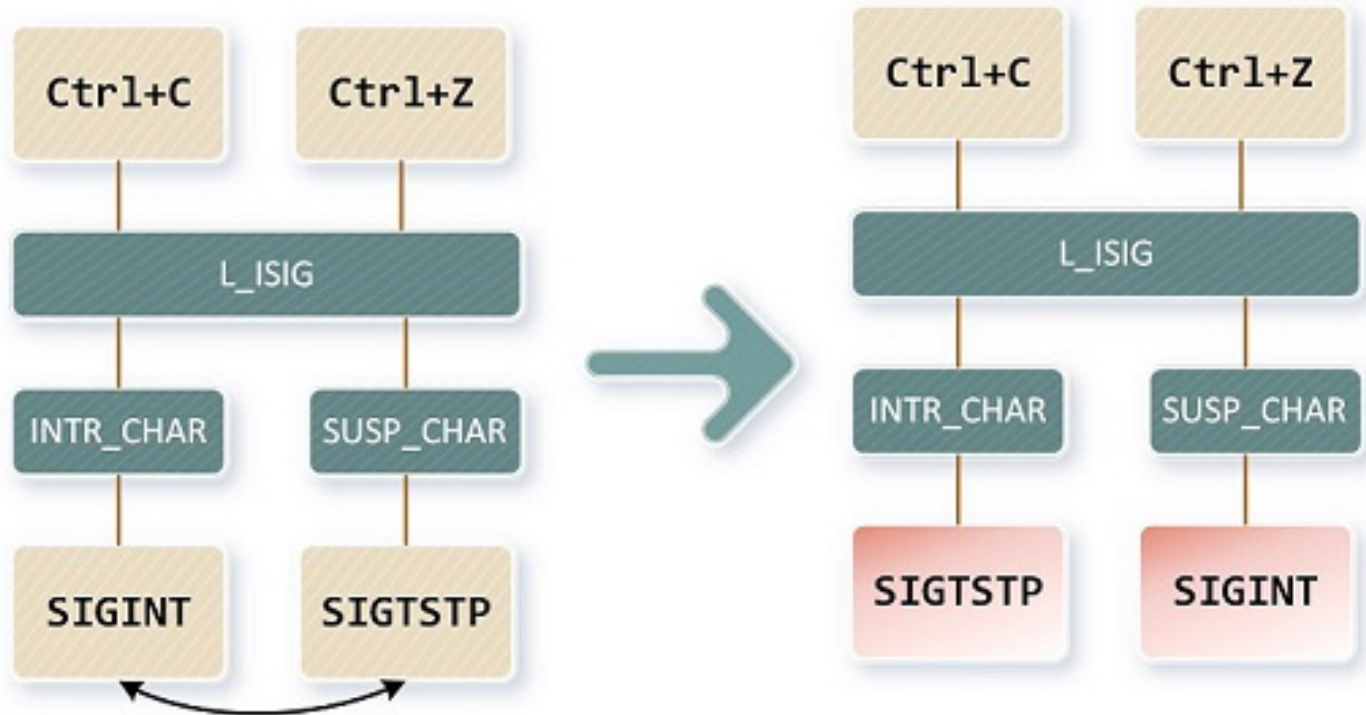 Ctrl+C
Ctrl+Z
L_ISIG
INTR_CHAR
SUSP_CHAR
SIGINT
SIGTSTP
Ctrl+C
Ctrl+Z
L_ISIG
INTR_CHAR
SUSP_CHAR
SIGTSTP
SIGINT